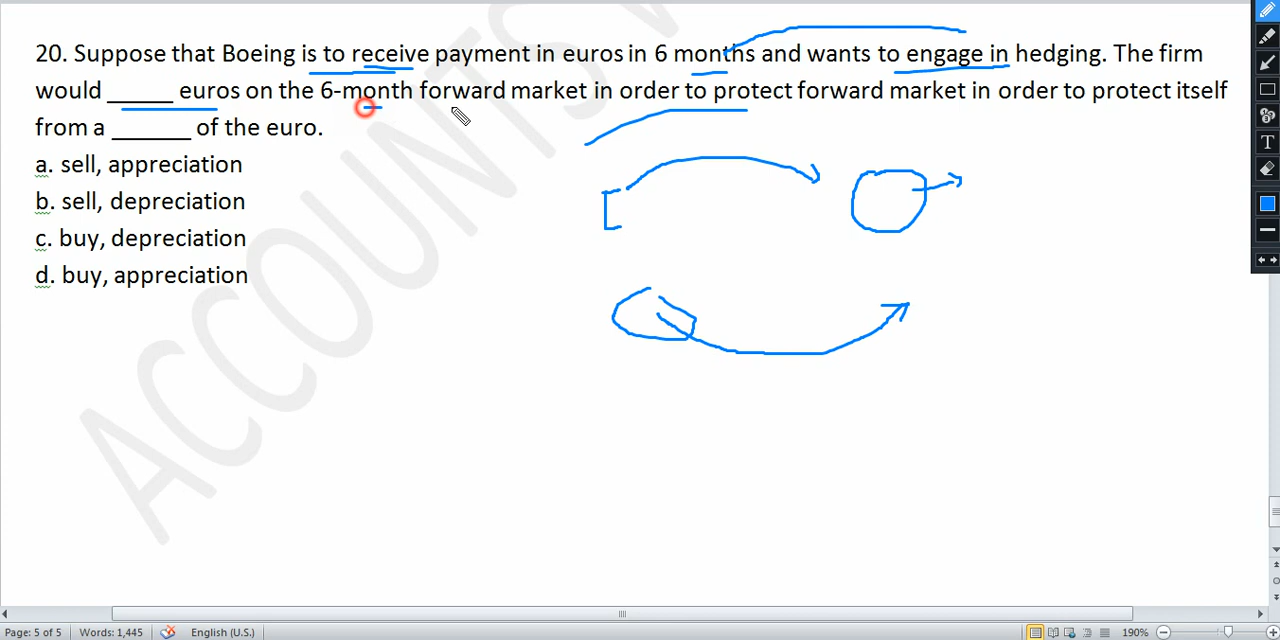 20. Suppose that Boeing is to receive payment in euros in 6 months and wants to engage in hedging. The firm
would _____ euros on the 6-month forward market in order to protect forward market in order to protect itself
from a ______ of the euro.
a. sell, appreciation
b. sell, depreciation
c. buy, depreciation
d. buy, appreciation
ACCOUNTS
T
Page: 5 of 5 Words: 1,445 English (U.S.) 190%